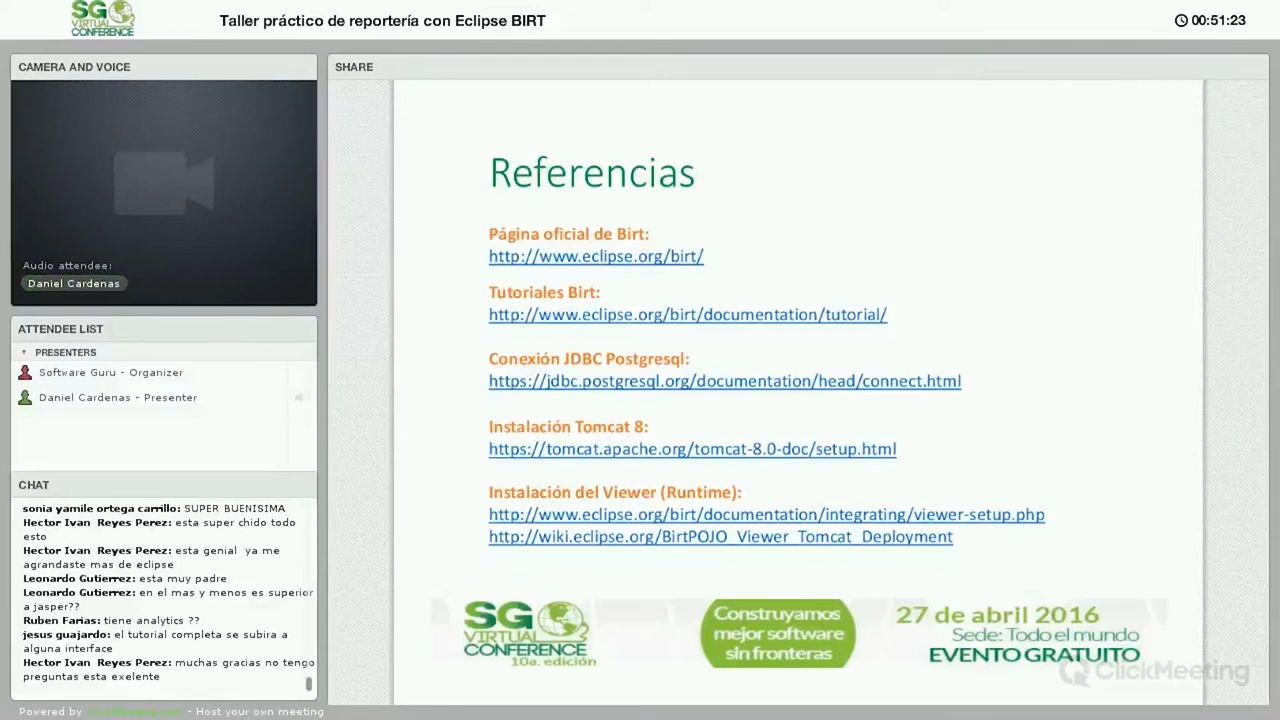 SG
VIRTUAL
CONFERENCE
Taller práctico de reportería con Eclipse BIRT
00:51:23
CAMERA AND VOICE
Audio attendee:
Daniel Cardenas
ATTENDEE LIST
PRESENTERS
Software Guru - Organizer
Daniel Cardenas - Presenter
CHAT
sonia yamile ortega carrillo: SUPER BUENISIMA
Hector Ivan Reyes Perez: esta super chido todo
esto
Hector Ivan Reyes Perez: esta genial ya me
agrandaste mas de eclipse
Leonardo Gutierrez: esta muy padre
Leonardo Gutierrez: en el mas y menos es superior
a jasper??
Ruben Farias: tiene analytics ??
jesus guajardo: el tutorial completa se subira a
alguna interface
Hector Ivan Reyes Perez: muchas gracias no tengo
preguntas esta exelente
Powered by ClickMeeting.com - Host your own meeting
SHARE
Referencias
Página oficial de Birt:
http://www.eclipse.org/birt/
Tutoriales Birt:
http://www.eclipse.org/birt/documentation/tutorial/
Conexión JDBC Postgresql:
https://jdbc.postgresql.org/documentation/head/connect.html
Instalación Tomcat 8:
https://tomcat.apache.org/tomcat-8.0-doc/setup.html
Instalación del Viewer (Runtime):
http://www.eclipse.org/birt/documentation/integrating/viewer-setup.php
http://wiki.eclipse.org/BirtPOJO_Viewer_Tomcat_Deployment
SG
VIRTUAL
CONFERENCE
10a. edición
Construyamos
mejor software
sin fronteras
27 de abril 2016
Sede: Todo el mundo
EVENTO GRATUITO
ClickMeeting